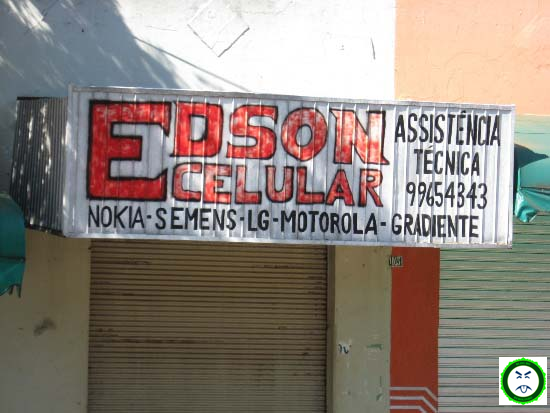 EDSON
CELULAR
ASSISTÊNCIA
TÉCNICA
99654343
NOKIA-SEMENS-LG-MOTOROLA-GRADIENTE